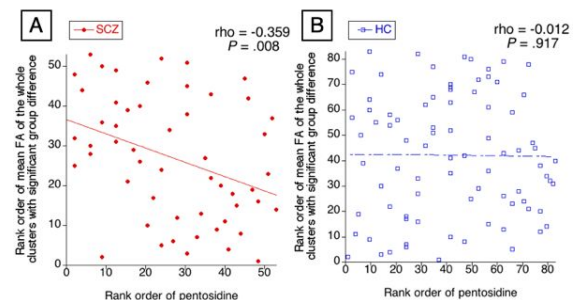 A
SCZ
rho = -0.359
P = .008
Rank order of mean FA of the whole
clusters with significant group difference
50
40
30
20
10
0
0 10 20 30 40 50
Rank order of pentosidine
B
HC
rho = -0.012
P = .917
Rank order of mean FA of the whole
clusters with significant group difference
80
70
60
50
40
30
20
10
0
0 10 20 30 40 50 60 70 80
Rank order of pentosidine